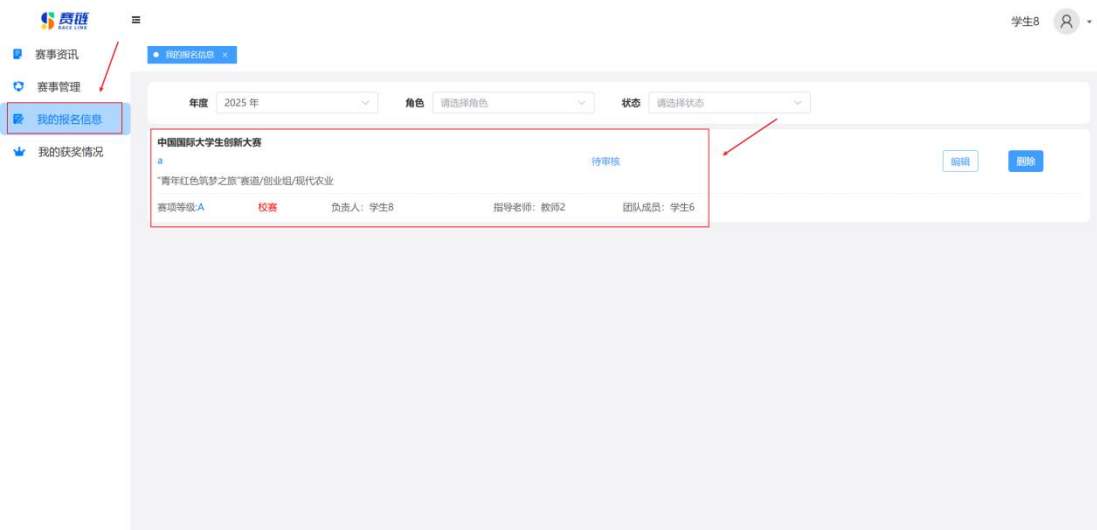 赛链
RACE LINK
学生8
赛事资讯
赛事管理
我的报名信息
我的获奖情况
我的报名信息 ×
年度 2025 年 角色 请选择角色 状态 请选择状态
中国国际大学生创新大赛
a 待审核 编辑 删除
“青年红色筑梦之旅”赛道/创业组/现代农业
赛项等级:A 校赛 负责人：学生8 指导老师：教师2 团队成员：学生6